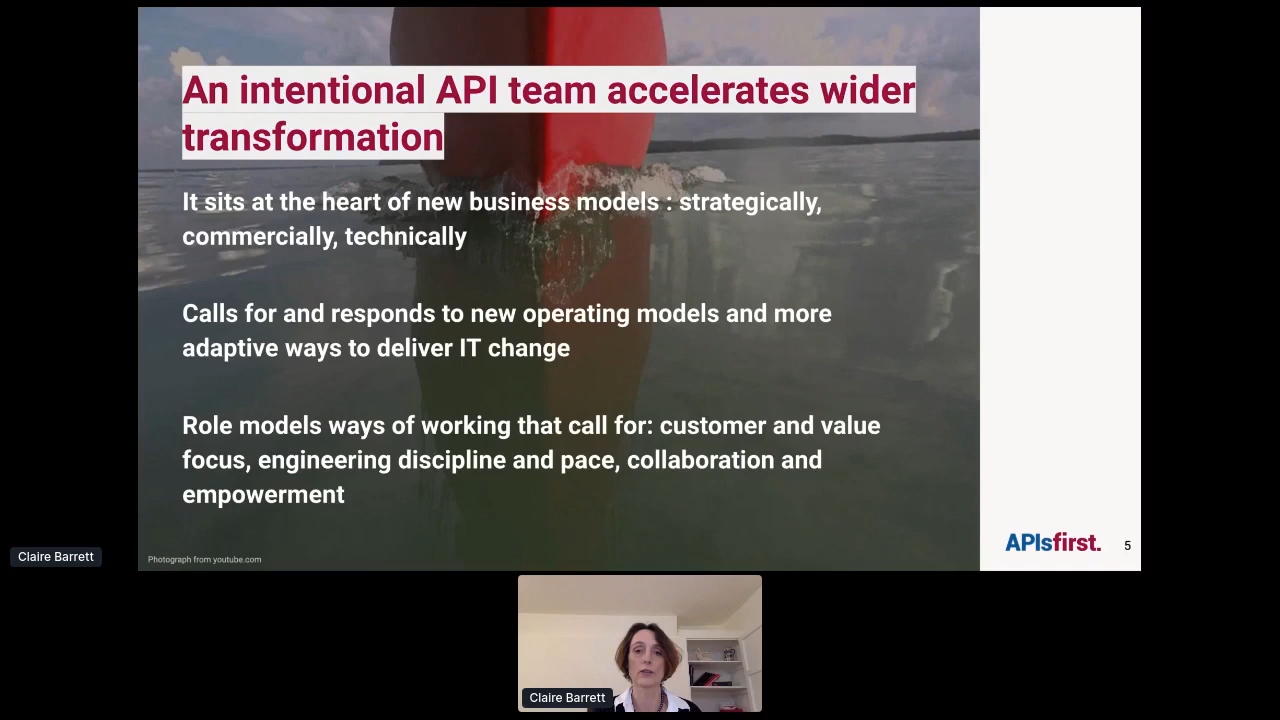 An intentional API team accelerates wider
transformation
It sits at the heart of new business models : strategically,
commercially, technically
Calls for and responds to new operating models and more
adaptive ways to deliver IT change
Role models ways of working that call for: customer and value
focus, engineering discipline and pace, collaboration and
empowerment
Photograph from youtube.com
APIsfirst.
5
Claire Barrett
Claire Barrett